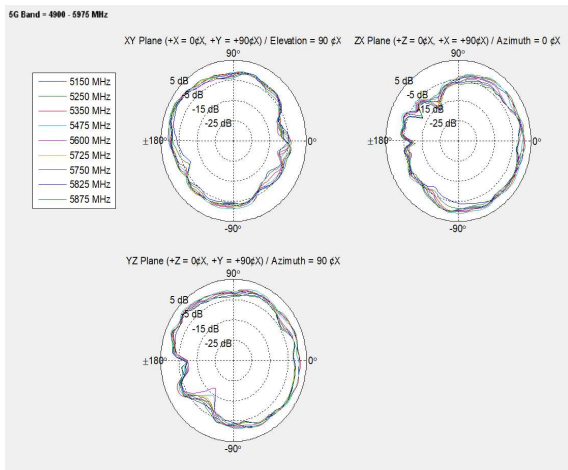 5G Band = 4900 - 5975 MHz
XY Plane (+X = 0¢X, +Y = +90¢X) / Elevation = 90 ¢X
90°
5 dB
-5 dB
-15 dB
-25 dB
±180°
0°
-90°
ZX Plane (+Z = 0¢X, +X = +90¢X) / Azimuth = 0 ¢X
90°
5 dB
-5 dB
-15 dB
-25 dB
±180°
0°
-90°
5150 MHz
5250 MHz
5350 MHz
5475 MHz
5600 MHz
5725 MHz
5750 MHz
5825 MHz
5875 MHz
YZ Plane (+Z = 0¢X, +Y = +90¢X) / Azimuth = 90 ¢X
90°
5 dB
-5 dB
-15 dB
-25 dB
±180°
0°
-90°